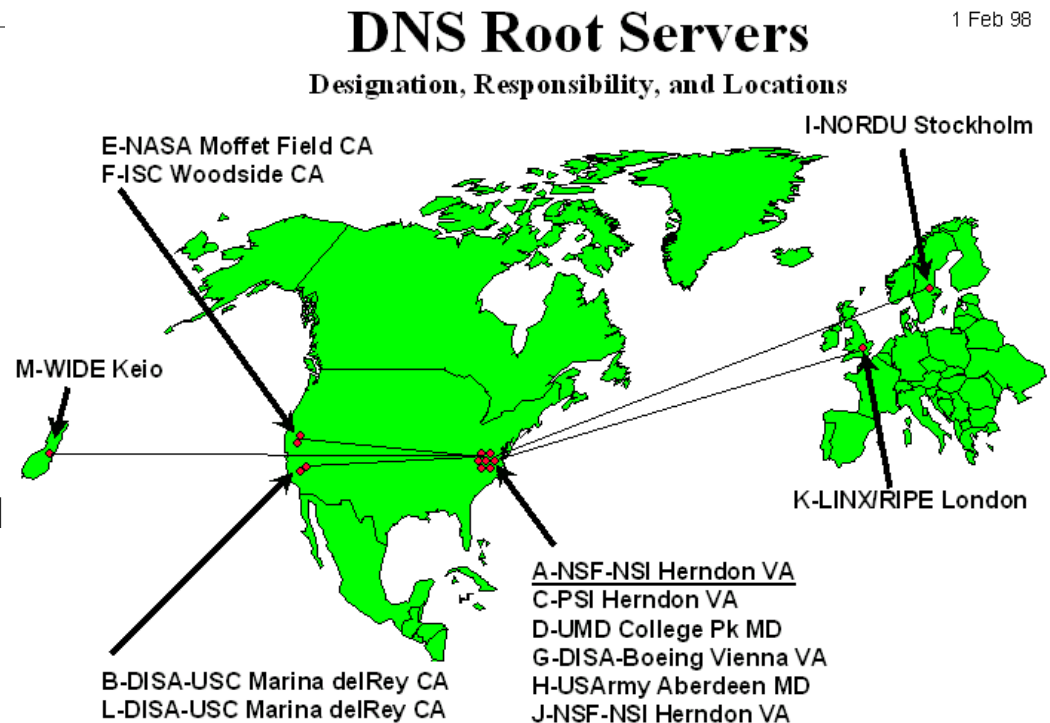 DNS Root Servers
1 Feb 98
Designation, Responsibility, and Locations
I-NORDU Stockholm
E-NASA Moffet Field CA
F-ISC Woodside CA
M-WIDE Keio
K-LINX/RIPE London
A-NSF-NSI Herndon VA
C-PSI Herndon VA
D-UMD College Pk MD
G-DISA-Boeing Vienna VA
H-USArmy Aberdeen MD
J-NSF-NSI Herndon VA
B-DISA-USC Marina delRey CA
L-DISA-USC Marina delRey CA